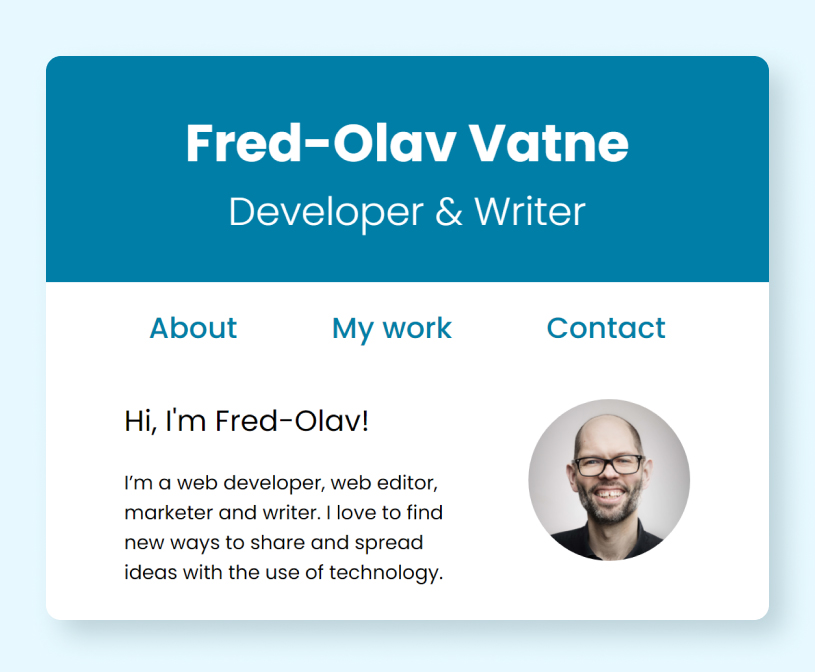 Fred-Olav Vatne
Developer & Writer
About
My work
Contact
Hi, I'm Fred-Olav!
I’m a web developer, web editor,
marketer and writer. I love to find
new ways to share and spread
ideas with the use of technology.